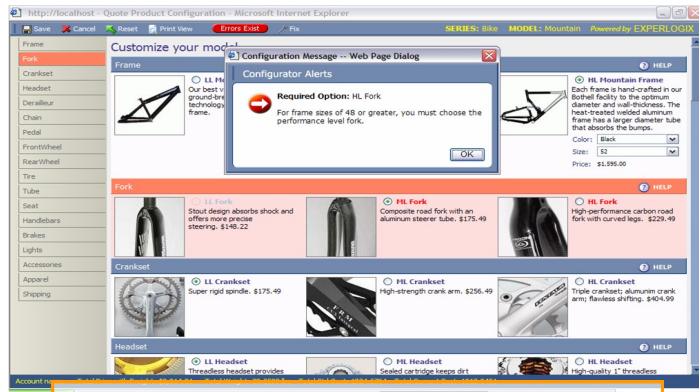 http://localhost - Quote Product Configuration - Microsoft Internet Explorer
Save Cancel Reset Print View Errors Exist Fix SERIES: Bike MODEL: Mountain Powered by EXPERLOGIX
Frame
Fork
Crankset
Headset
Derailleur
Chain
Pedal
FrontWheel
RearWheel
Tire
Tube
Seat
Handlebars
Brakes
Lights
Accessories
Apparel
Shipping
Customize your model
Frame HELP
LL
Our best
ground-br
technology
frame.
HL Mountain Frame
Each frame is hand-crafted in our
Bothell facility to the optimum
diameter and wall-thickness. The
heat-treated welded aluminum
frame has a larger diameter tube
that absorbs the bumps.
Color: Black
Size: 52
Price: $1,595.00
Configuration Message -- Web Page Dialog
Configurator Alerts
Required Option: HL Fork
For frame sizes of 48 or greater, you must choose the
performance level fork.
OK
Fork HELP
LL Fork
Stout design absorbs shock and
offers more precise
steering. $148.22
ML Fork
Composite road fork with an
aluminum steerer tube. $175.49
HL Fork
High-performance carbon road
fork with curved legs. $229.49
Crankset HELP
LL Crankset
Super rigid spindle. $175.49
ML Crankset
High-strength crank arm. $256.49
HL Crankset
Triple crankset; alumunim crank
arm; flawless shifting. $404.99
Headset HELP
LL Headset
Threadless headset provides
ML Headset
Sealed cartridge keeps dirt
HL Headset
High-quality 1" threadless